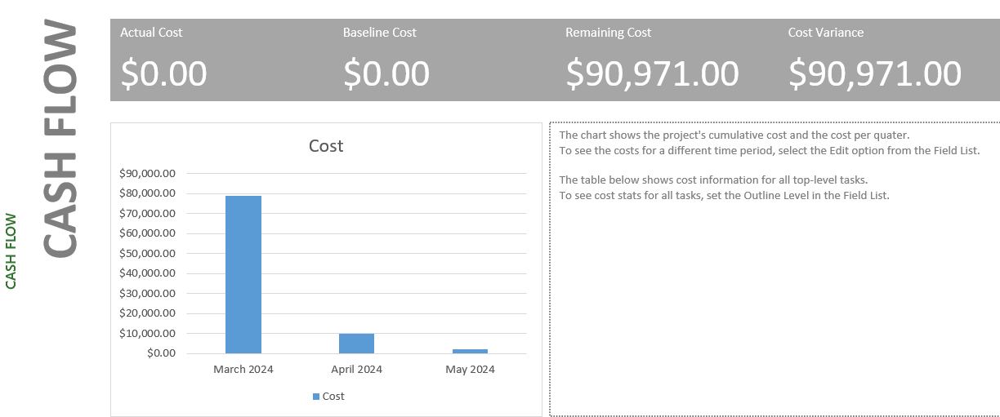 CASH FLOW
CASH FLOW
Actual Cost
Baseline Cost
Remaining Cost
Cost Variance
$0.00
$0.00
$90,971.00
$90,971.00
Cost
$90,000.00
$80,000.00
$70,000.00
$60,000.00
$50,000.00
$40,000.00
$30,000.00
$20,000.00
$10,000.00
$0.00
March 2024
April 2024
May 2024
Cost
The chart shows the project's cumulative cost and the cost per quater.
To see the costs for a different time period, select the Edit option from the Field List.
The table below shows cost information for all top-level tasks.
To see cost stats for all tasks, set the Outline Level in the Field List.